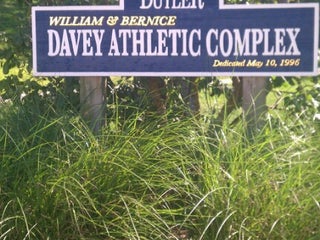 BUTLER
WILLIAM & BERNICE
DAVEY ATHLETIC COMPLEX
Dedicated May 10, 1996